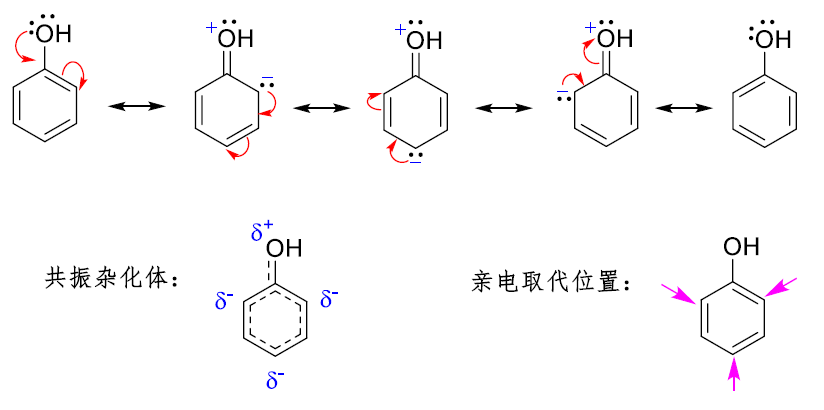 OH + OH + OH + OH OH
− − −
δ+
OH OH
共振杂化体： δ- δ- 亲电取代位置：
δ-